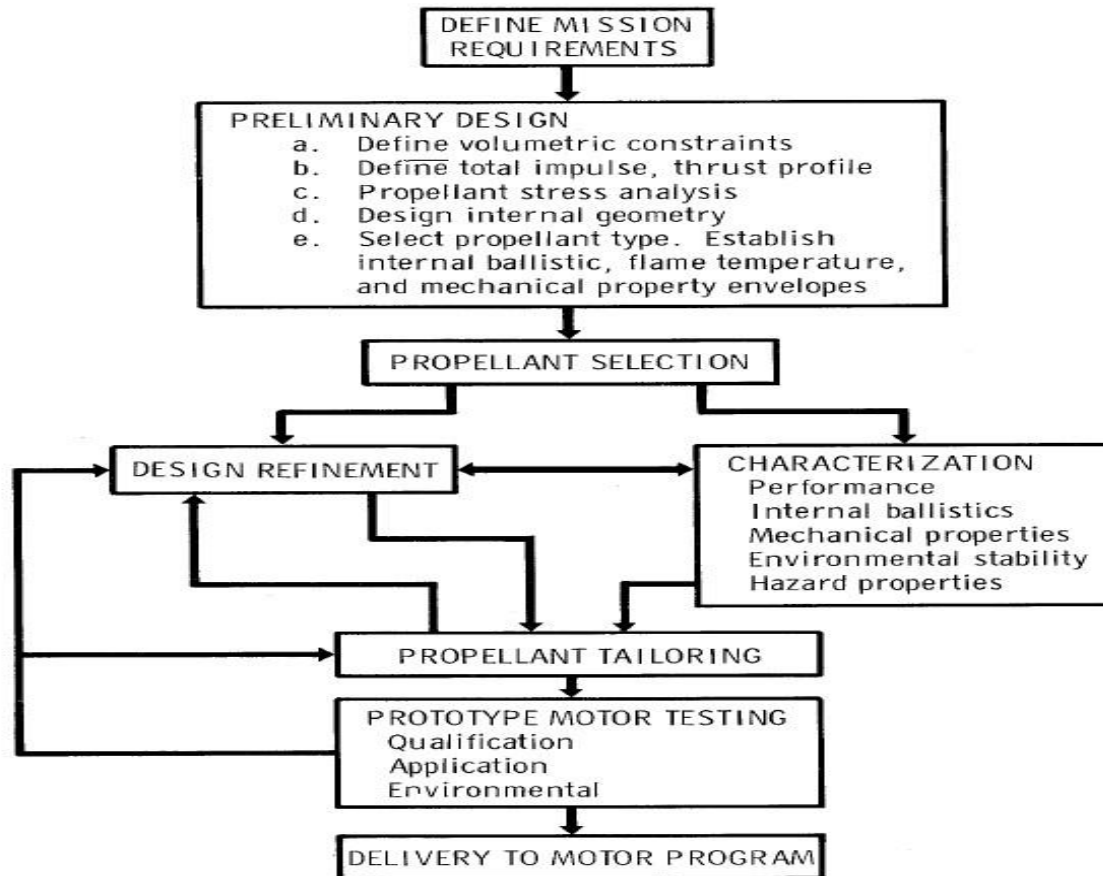 DEFINE MISSION
REQUIREMENTS
PRELIMINARY DESIGN
a. Define volumetric constraints
b. Define total impulse, thrust profile
c. Propellant stress analysis
d. Design internal geometry
e. Select propellant type. Establish
internal ballistic, flame temperature,
and mechanical property envelopes
PROPELLANT SELECTION
DESIGN REFINEMENT
CHARACTERIZATION
Performance
Internal ballistics
Mechanical properties
Environmental stability
Hazard properties
PROPELLANT TAILORING
PROTOTYPE MOTOR TESTING
Qualification
Application
Environmental
DELIVERY TO MOTOR PROGRAM